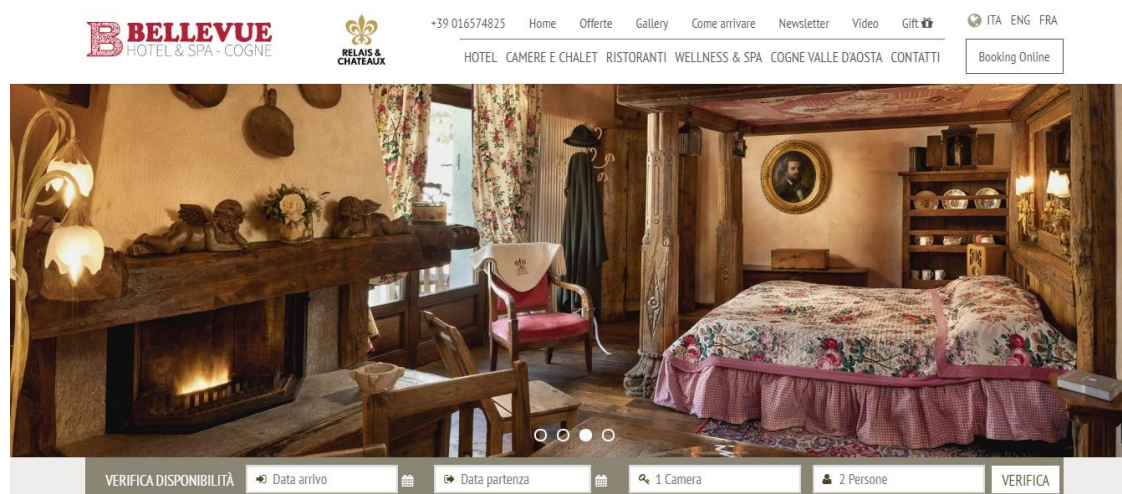 BELLEVUE
HOTEL & SPA - COGNE
RELAIS &
CHATEAUX
+39 016574825 Home Offerte Gallery Come arrivare Newsletter Video Gift
ITA ENG FRA
HOTEL CAMERE E CHALET RISTORANTI WELLNESS & SPA COGNE VALLE D'AOSTA CONTATTI
Booking Online
VERIFICA DISPONIBILITÀ Data arrivo Data partenza 1 Camera 2 Persone VERIFICA